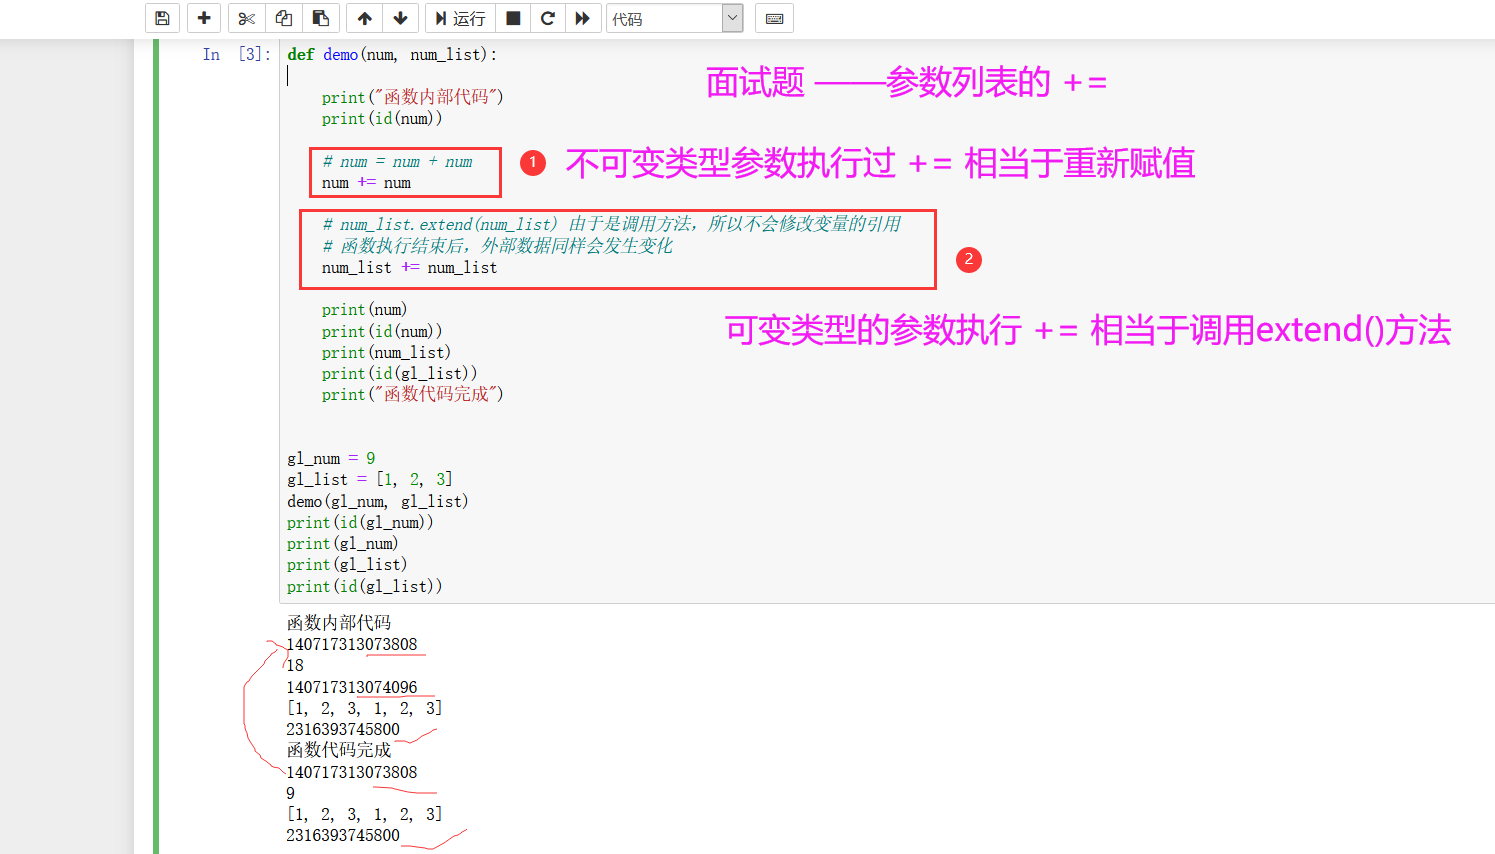 运行
代码
In [3]:
def demo(num, num_list):
面试题 ——参数列表的 +=
print("函数内部代码")
print(id(num))
# num = num + num
num += num
1
不可变类型参数执行过 += 相当于重新赋值
# num_list.extend(num_list) 由于是调用方法，所以不会修改变量的引用
# 函数执行结束后，外部数据同样会发生变化
num_list += num_list
2
print(num)
print(id(num))
print(num_list)
print(id(gl_list))
print("函数代码完成")
可变类型的参数执行 += 相当于调用extend()方法
gl_num = 9
gl_list = [1, 2, 3]
demo(gl_num, gl_list)
print(id(gl_num))
print(gl_num)
print(gl_list)
print(id(gl_list))
函数内部代码
140717313073808
18
140717313074096
[1, 2, 3, 1, 2, 3]
2316393745800
函数代码完成
140717313073808
9
[1, 2, 3, 1, 2, 3]
2316393745800